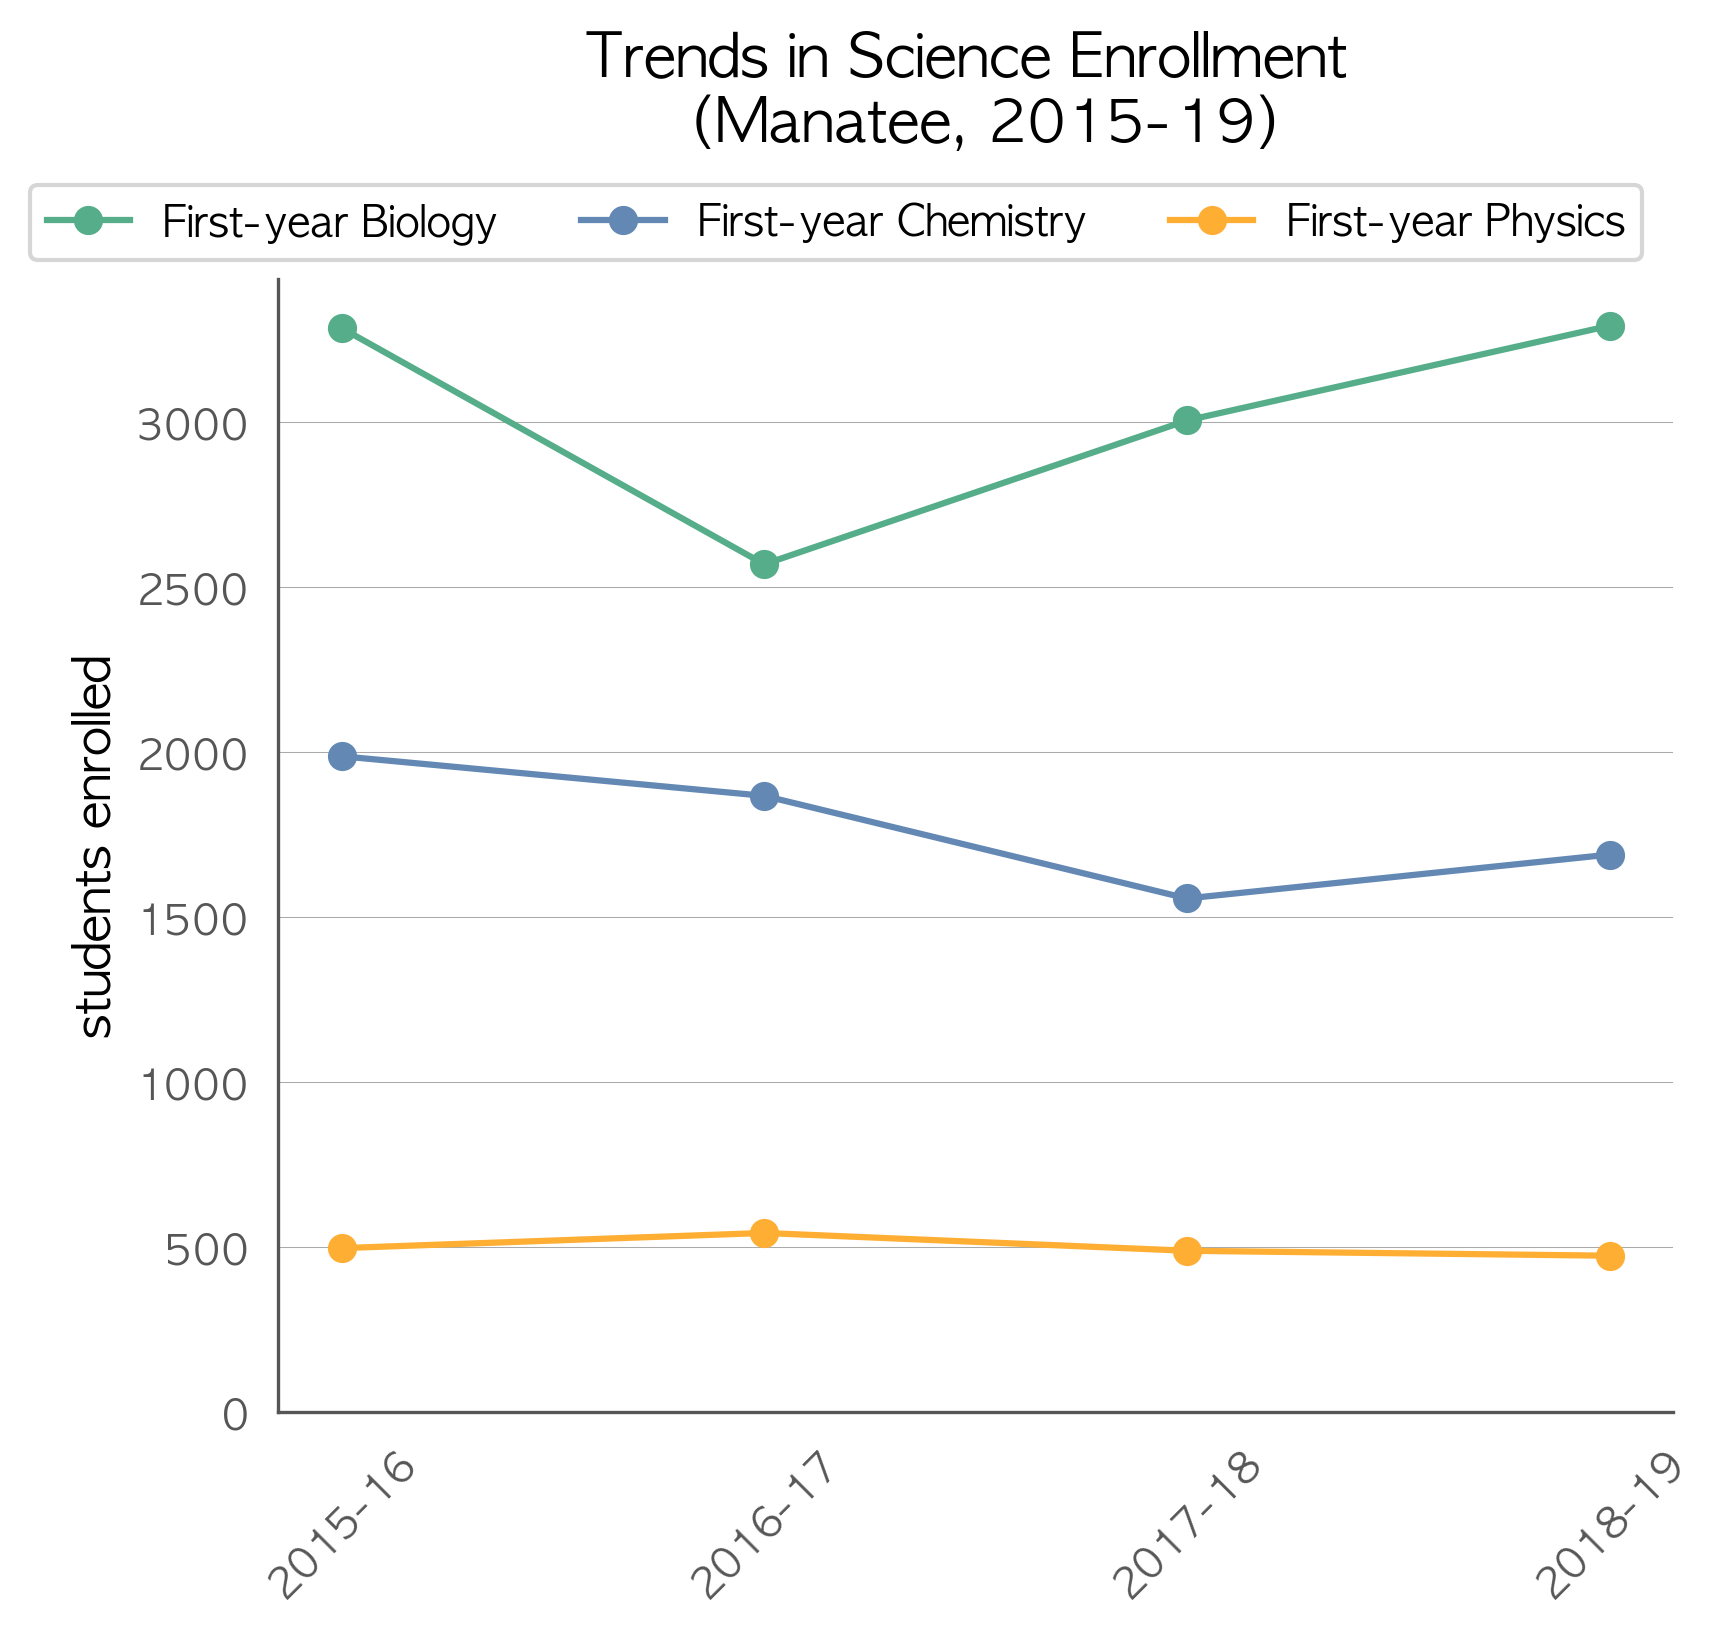 Trends in Science Enrollment
(Manatee, 2015-19)
First-year Biology
First-year Chemistry
First-year Physics
students enrolled
3000
2500
2000
1500
1000
500
0
2015-16
2016-17
2017-18
2018-19